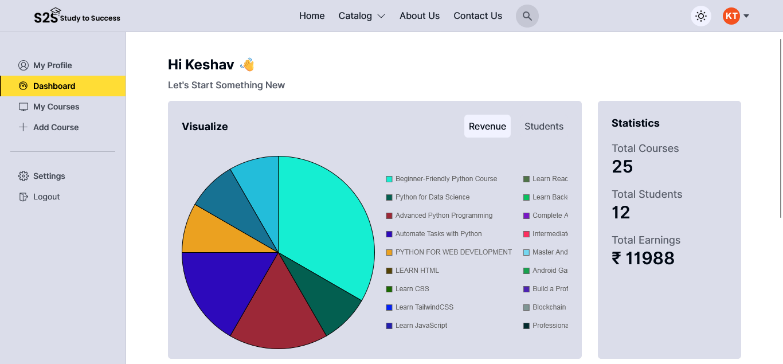 S2S Study to Success
Home Catalog About Us Contact Us
KT
My Profile
Dashboard
My Courses
Add Course
Settings
Logout
Hi Keshav 👋
Let's Start Something New
Visualize
Revenue Students
Beginner-Friendly Python Course
Python for Data Science
Advanced Python Programming
Automate Tasks with Python
PYTHON FOR WEB DEVELOPMENT
LEARN HTML
Learn CSS
Learn TailwindCSS
Learn JavaScript
Learn Reac
Learn Back
Complete A
Intermediat
Master And
Android Ga
Build a Prof
Blockchain
Professiona
Statistics
Total Courses
25
Total Students
12
Total Earnings
₹ 11988